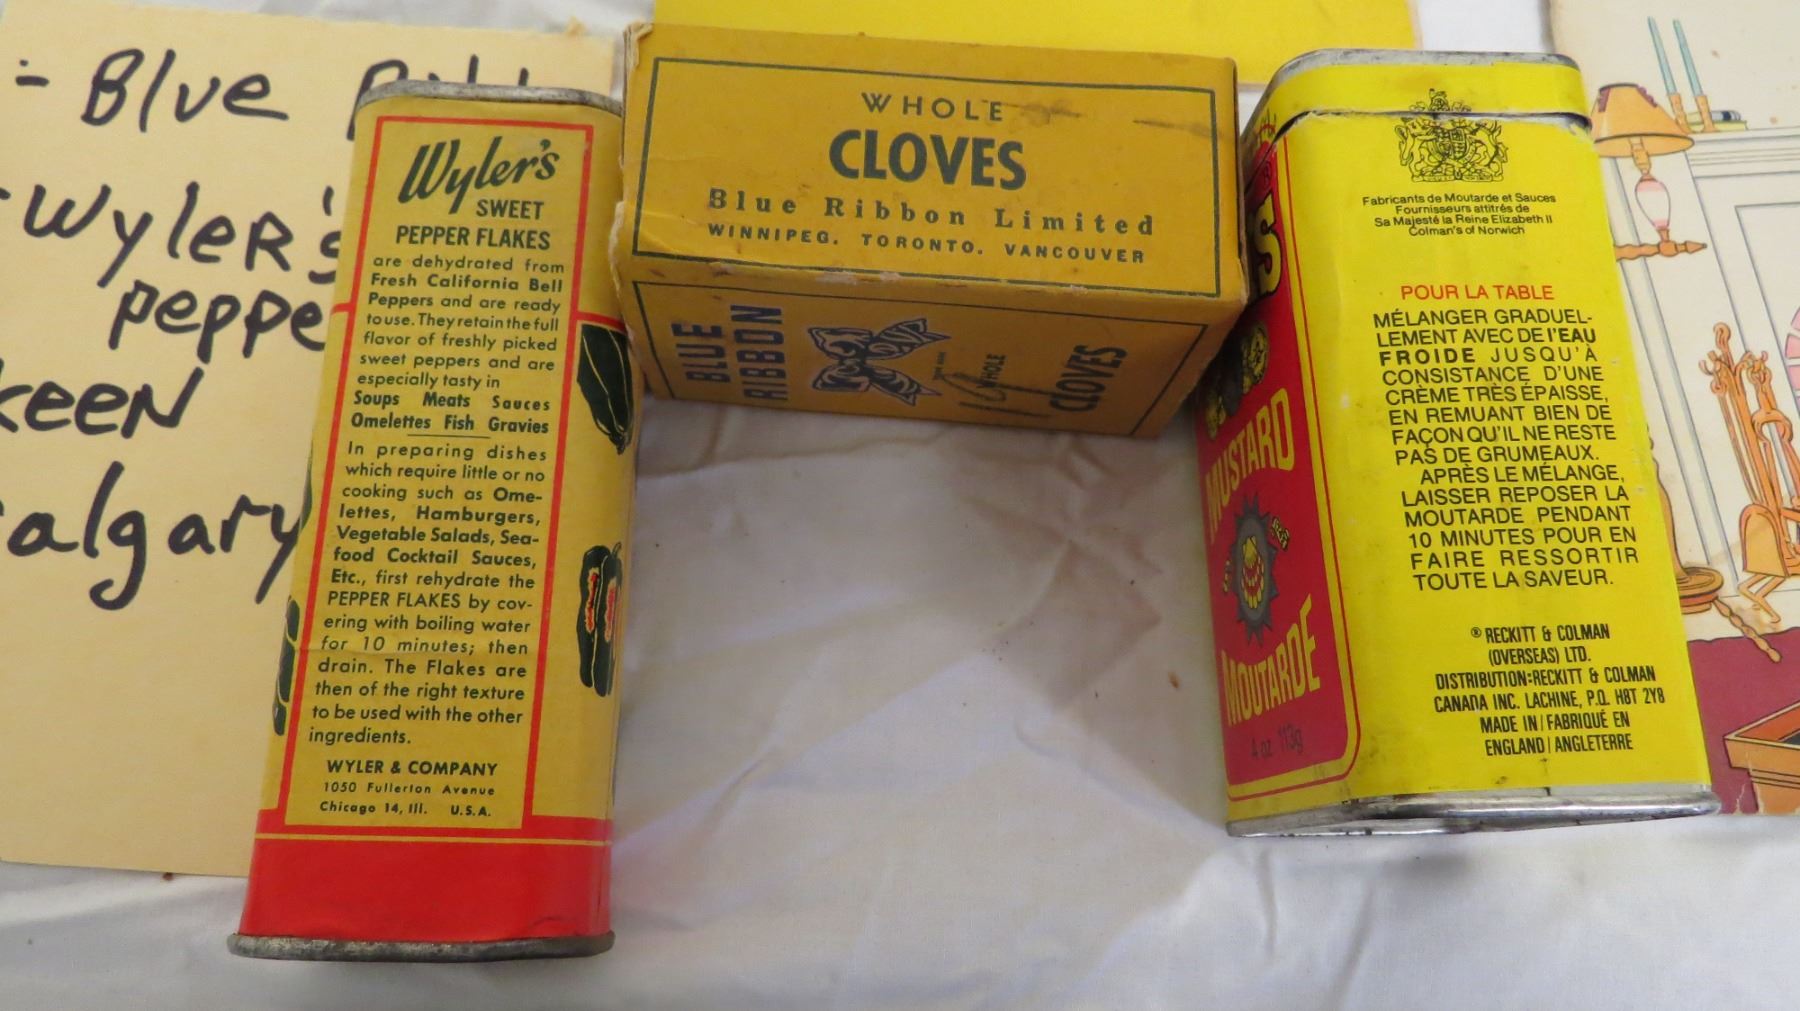 - Blue
Wyler's
peppe
keen
algary
Wyler's
SWEET
PEPPER FLAKES
are dehydrated from
Fresh California Bell
Peppers and are ready
to use. They retain the full
flavor of freshly picked
sweet peppers and are
especially tasty in
Soups Meats Sauces
Omelettes Fish Gravies
In preparing dishes
which require little or no
cooking such as Ome-
lettes, Hamburgers,
Vegetable Salads, Sea-
food Cocktail Sauces,
Etc., first rehydrate the
PEPPER FLAKES by cov-
ering with boiling water
for 10 minutes; then
drain. The Flakes are
then of the right texture
to be used with the other
ingredients.
WYLER & COMPANY
1050 Fullerton Avenue
Chicago 14, Ill. U.S.A.
WHOLE
CLOVES
Blue Ribbon Limited
WINNIPEG. TORONTO. VANCOUVER
BLUE
RIBBON
WHOLE
CLOVES
S
MUSTARD
MOUTARDE
4 oz 113g
Fabricants de Moutarde et Sauces
Fournisseurs attitrés de
Sa Majesté la Reine Elizabeth II
Colman's of Norwich
POUR LA TABLE
MÉLANGER GRADUEL-
LEMENT AVEC DE l'EAU
FROIDE JUSQU'À
CONSISTANCE D'UNE
CRÈME TRÈS ÉPAISSE,
EN REMUANT BIEN DE
FAÇON QU'IL NE RESTE
PAS DE GRUMEAUX.
APRÈS LE MÉLANGE,
LAISSER REPOSER LA
MOUTARDE PENDANT
10 MINUTES POUR EN
FAIRE RESSORTIR
TOUTE LA SAVEUR.
® RECKITT & COLMAN
(OVERSEAS) LTD.
DISTRIBUTION: RECKITT & COLMAN
CANADA INC. LACHINE, P.Q. H8T 2Y8
MADE IN / FABRIQUÉ EN
ENGLAND / ANGLETERRE